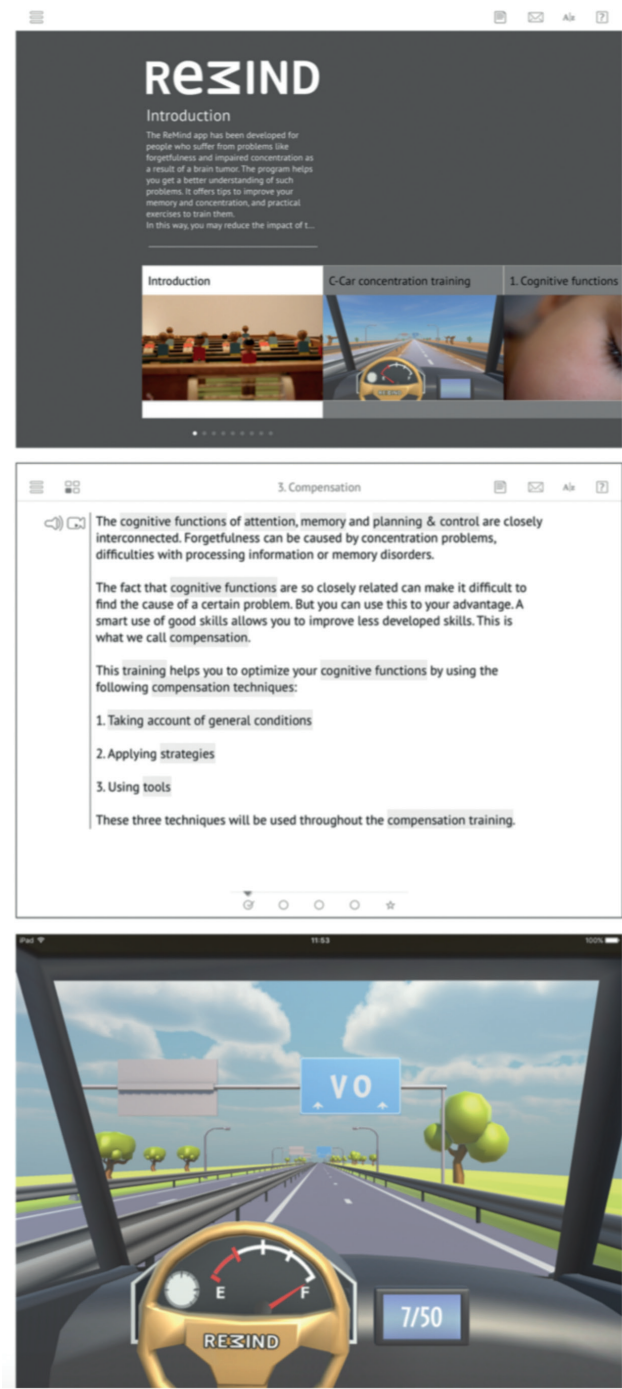 A|a
?
ReMIND
Introduction
The ReMind app has been developed for
people who suffer from problems like
forgetfulness and impaired concentration as
a result of a brain tumor. The program helps
you get a better understanding of such
problems. It offers tips to improve your
memory and concentration, and practical
exercises to train them.
In this way, you may reduce the impact of t...
Introduction
C-Car concentration training
1. Cognitive functions
REMIND
3. Compensation
A|a
?
The cognitive functions of attention, memory and planning & control are closely
interconnected. Forgetfulness can be caused by concentration problems,
difficulties with processing information or memory disorders.
The fact that cognitive functions are so closely related can make it difficult to
find the cause of a certain problem. But you can use this to your advantage. A
smart use of good skills allows you to improve less developed skills. This is
what we call compensation.
This training helps you to optimize your cognitive functions by using the
following compensation techniques:
1. Taking account of general conditions
2. Applying strategies
3. Using tools
These three techniques will be used throughout the compensation training.
iPad
11:53
100%
VO
E
F
7/50
REMIND